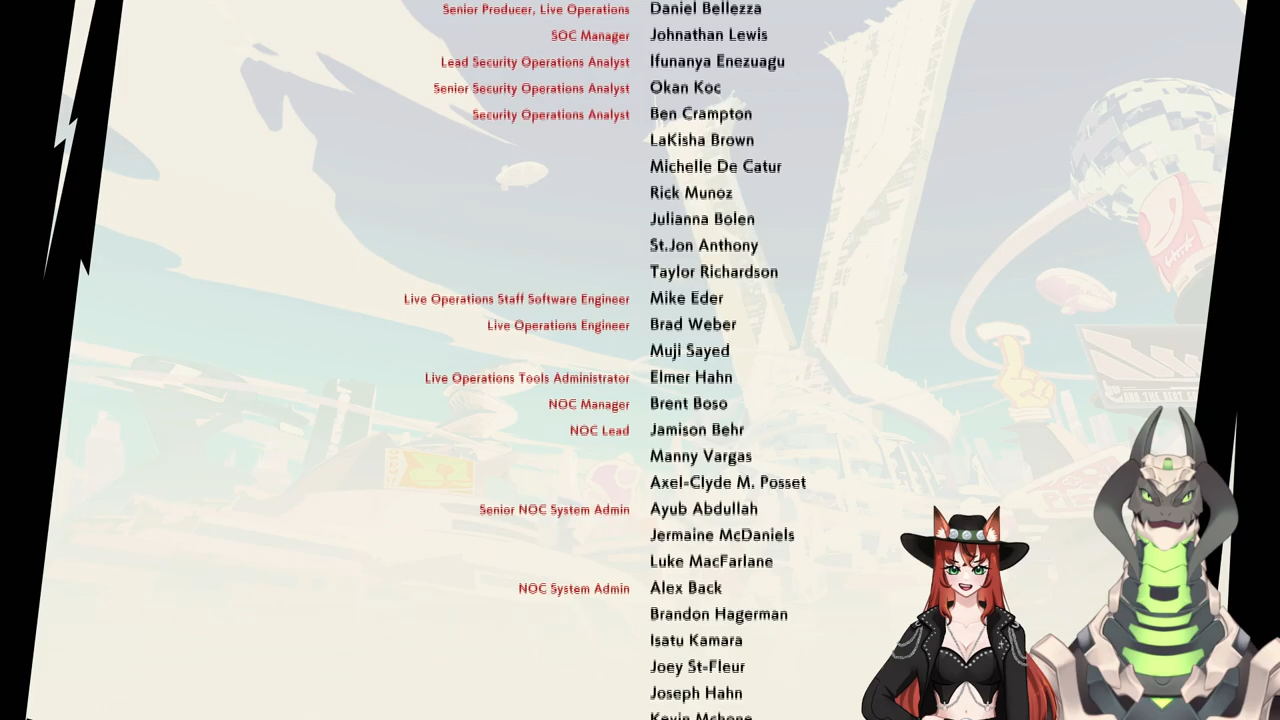 Senior Producer, Live Operations Daniel Bellezza
SOC Manager Johnathan Lewis
Lead Security Operations Analyst Ifunanya Enezuagu
Senior Security Operations Analyst Okan Koc
Security Operations Analyst Ben Crampton
LaKisha Brown
Michelle De Catur
Rick Munoz
Julianna Bolen
St.Jon Anthony
Taylor Richardson
Live Operations Staff Software Engineer Mike Eder
Live Operations Engineer Brad Weber
Muji Sayed
Live Operations Tools Administrator Elmer Hahn
NOC Manager Brent Boso
NOC Lead Jamison Behr
Manny Vargas
Axel-Clyde M. Posset
Senior NOC System Admin Ayub Abdullah
Jermaine McDaniels
Luke MacFarlane
NOC System Admin Alex Back
Brandon Hagerman
Isatu Kamara
Joey St-Fleur
Joseph Hahn
Kevin Mchone
AND THE BEST